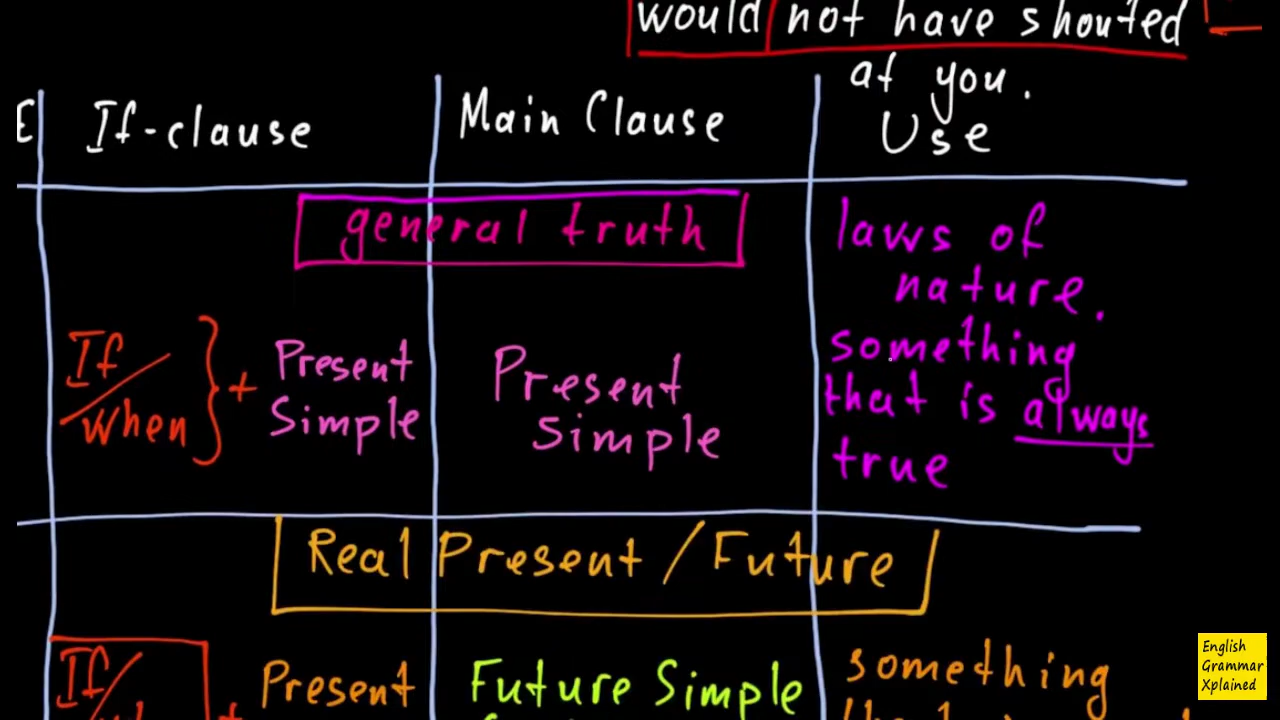 would not have shouted
at you.
If-clause Main Clause Use
general truth
laws of
nature.
If/when } + Present Simple
Present Simple
something
that is always
true
Real Present / Future
If/ + Present
Future Simple
something
English
Grammar
Xplained